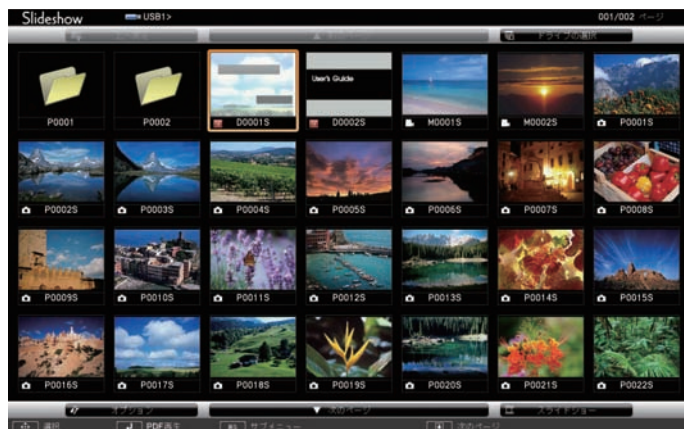 Slideshow USB1> 001/002 ページ
ドライブの選択
P0001 P0002 D0001S D0002S M0001S M0002S P0001S
User's Guide
P0002S P0003S P0004S P0005S P0006S P0007S P0008S
P0009S P0010S P0011S P0012S P0013S P0014S P0015S
P0016S P0017S P0018S P0019S P0020S P0021S P0022S
オプション ▼ 次のページ スライドショー
選択 PDF再生 サブメニュー 次のページ